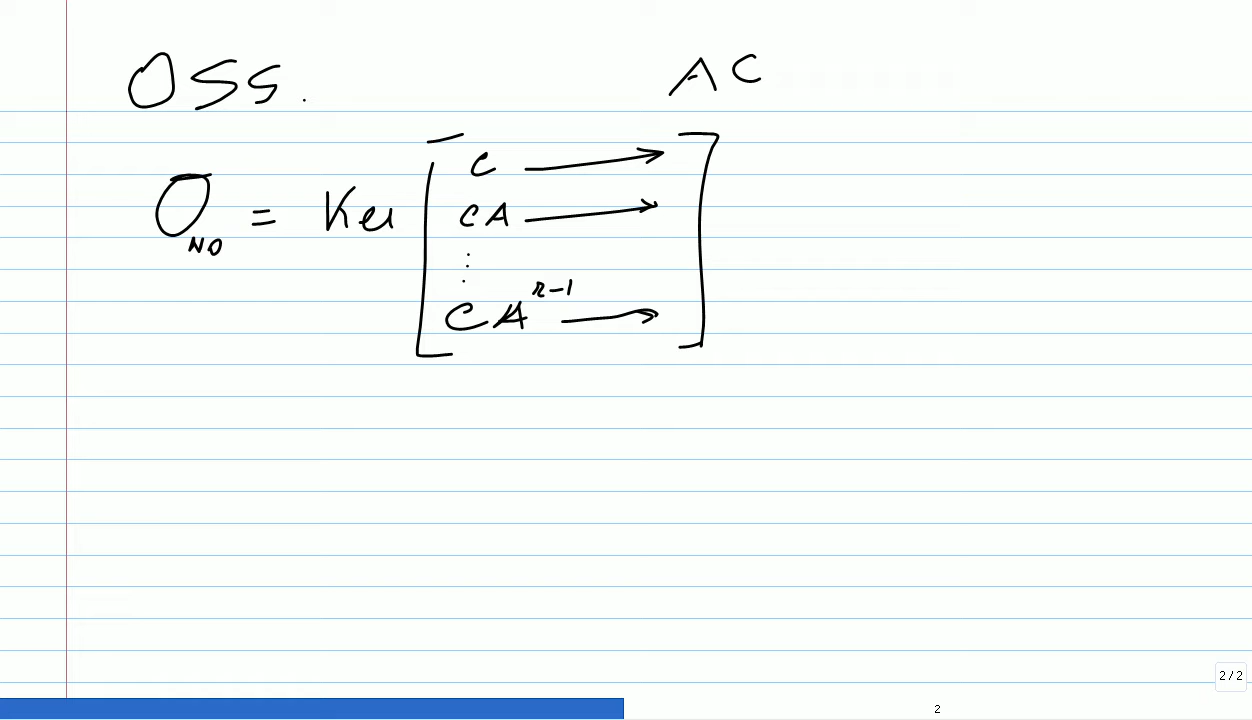 OSS. AC
O_NO = Ker [ C →
CA →
⋮
CA^{n-1} → ]
2/2
2